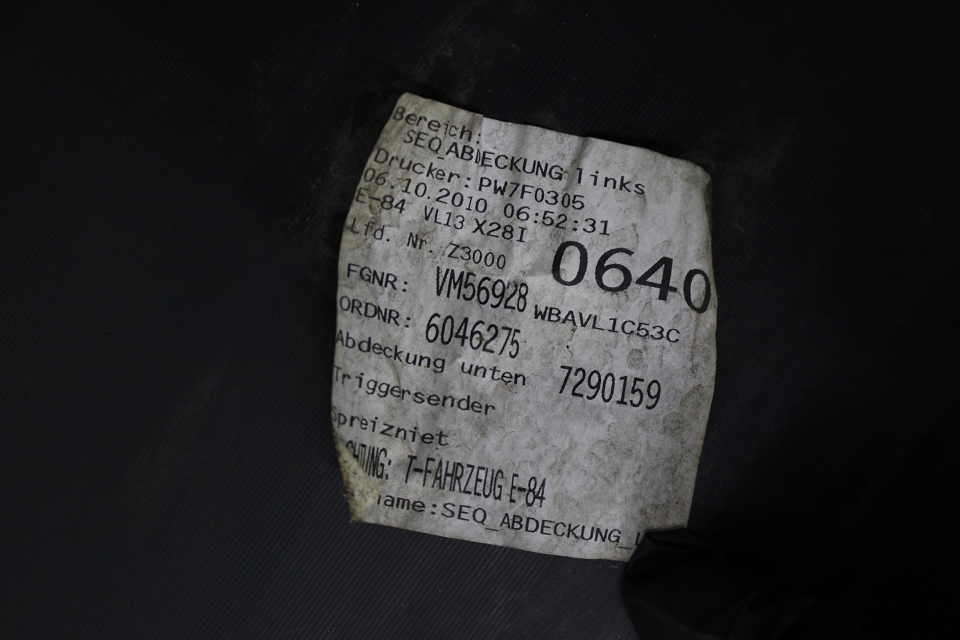 Bereich:
SEQ_ABDECKUNG links
Drucker: PW7F0305
06.10.2010 06:52:31
E-84 VL13 X28I
Lfd. Nr. Z3000 0640
FGNR: VM56928 WBAVL1C53C
ORDNR: 6046275
Abdeckung unten 7290159
Triggersender
Spreizniet
T-FAHRZEUG E-84
SEQ_ABDECKUNG_